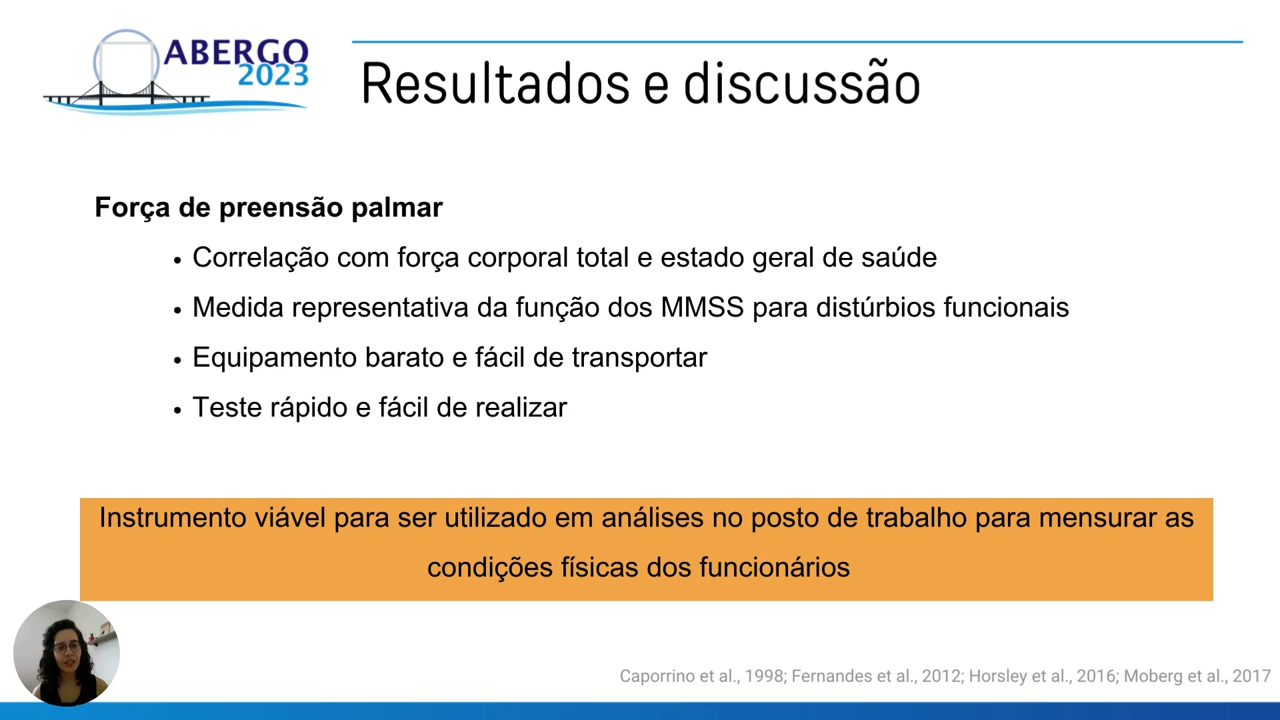 ABERGO
2023
Resultados e discussão
Força de preensão palmar
• Correlação com força corporal total e estado geral de saúde
• Medida representativa da função dos MMSS para distúrbios funcionais
• Equipamento barato e fácil de transportar
• Teste rápido e fácil de realizar
Instrumento viável para ser utilizado em análises no posto de trabalho para mensurar as
condições físicas dos funcionários
Caporrino et al., 1998; Fernandes et al., 2012; Horsley et al., 2016; Moberg et al., 2017